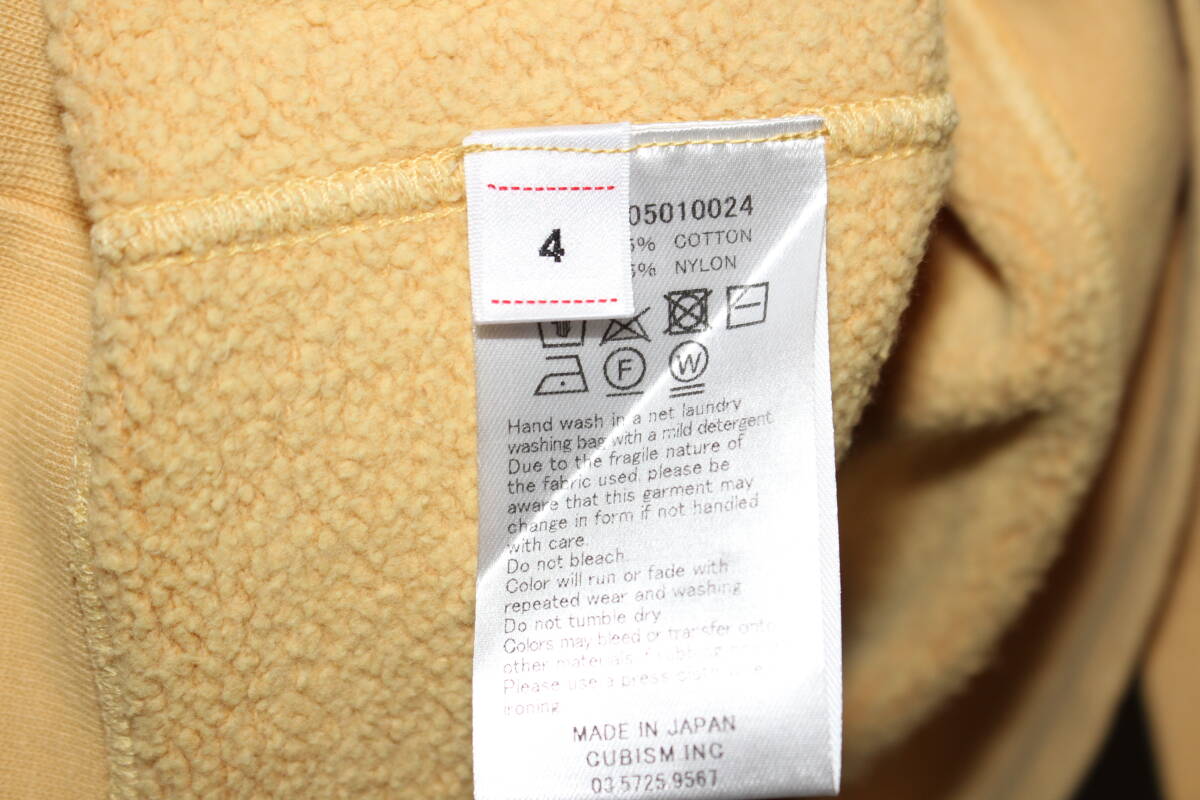 4
05010024
5% COTTON
5% NYLON
F W
Hand wash in a net laundry
washing bag with a mild detergent.
Due to the fragile nature of
the fabric used, please be
aware that this garment may
change in form if not handled
with care.
Do not bleach.
Color will run or fade with
repeated wear and washing
Do not tumble dry
Colors may bleed or transfer onto
other materials if rubbing
Please use a press cloth
ironing
MADE IN JAPAN
CUBISM INC
03.5725.9567